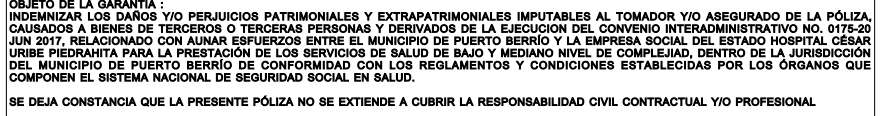 OBJETO DE LA GARANTIA :
INDEMNIZAR LOS DAÑOS Y/O PERJUICIOS PATRIMONIALES Y EXTRAPATRIMONIALES IMPUTABLES AL TOMADOR Y/O ASEGURADO DE LA PÓLIZA,
CAUSADOS A BIENES DE TERCEROS O TERCERAS PERSONAS Y DERIVADOS DE LA EJECUCION DEL CONVENIO INTERADMINISTRATIVO NO. 0175-20
JUN 2017, RELACIONADO CON AUNAR ESFUERZOS ENTRE EL MUNICIPIO DE PUERTO BERRÍO Y LA EMPRESA SOCIAL DEL ESTADO HOSPITAL CÉSAR
URIBE PIEDRAHITA PARA LA PRESTACIÓN DE LOS SERVICIOS DE SALUD DE BAJO Y MEDIANO NIVEL DE COMPLEJIAD, DENTRO DE LA JURISDICCIÓN
DEL MUNICIPIO DE PUERTO BERRÍO DE CONFORMIDAD CON LOS REGLAMENTOS Y CONDICIONES ESTABLECIDAS POR LOS ÓRGANOS QUE
COMPONEN EL SISTEMA NACIONAL DE SEGURIDAD SOCIAL EN SALUD.
SE DEJA CONSTANCIA QUE LA PRESENTE PÓLIZA NO SE EXTIENDE A CUBRIR LA RESPONSABILIDAD CIVIL CONTRACTUAL Y/O PROFESIONAL